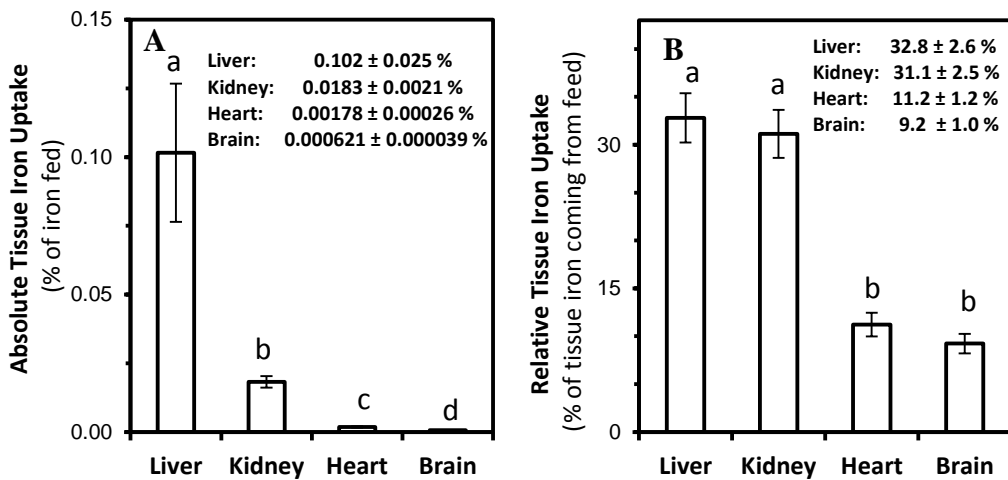 A
Absolute Tissue Iron Uptake
(% of iron fed)
0.15
0.10
0.05
0.00
Liver: 0.102 ± 0.025 %
Kidney: 0.0183 ± 0.0021 %
Heart: 0.00178 ± 0.00026 %
Brain: 0.000621 ± 0.000039 %
a
b
c
d
Liver Kidney Heart Brain
B
Relative Tissue Iron Uptake
(% of tissue iron coming from feed)
30
15
0
Liver: 32.8 ± 2.6 %
Kidney: 31.1 ± 2.5 %
Heart: 11.2 ± 1.2 %
Brain: 9.2 ± 1.0 %
a
a
b
b
Liver Kidney Heart Brain